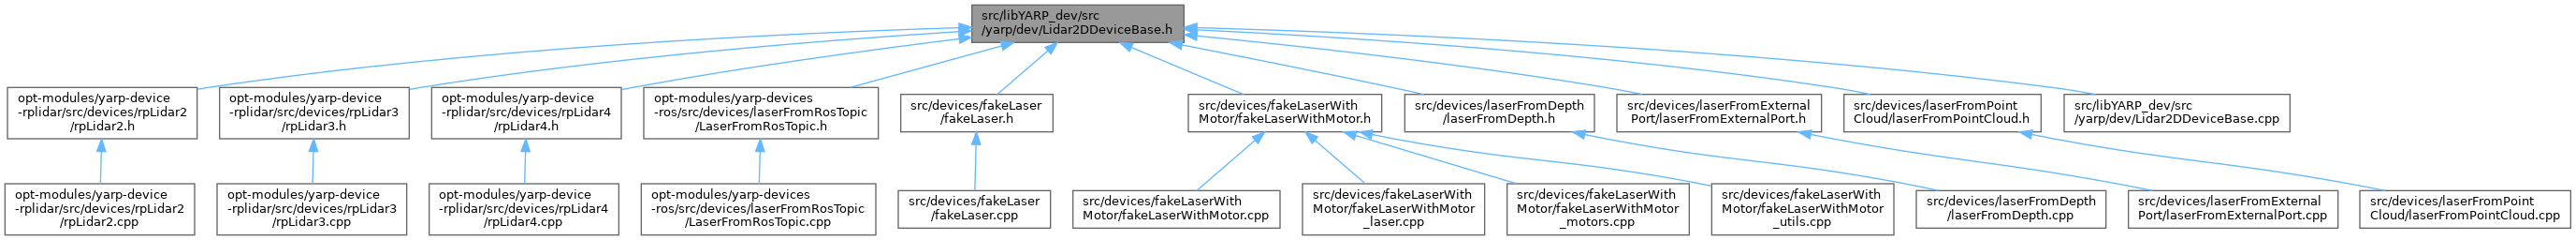 src/libYARP_dev/src
/yarp/dev/Lidar2DDeviceBase.h
opt-modules/yarp-device
-rplidar/src/devices/rpLidar2
/rpLidar2.h
opt-modules/yarp-device
-rplidar/src/devices/rpLidar3
/rpLidar3.h
opt-modules/yarp-device
-rplidar/src/devices/rpLidar4
/rpLidar4.h
opt-modules/yarp-devices
-ros/src/devices/laserFromRosTopic
/LaserFromRosTopic.h
src/devices/fakeLaser
/fakeLaser.h
src/devices/fakeLaserWith
Motor/fakeLaserWithMotor.h
src/devices/laserFromDepth
/laserFromDepth.h
src/devices/laserFromExternal
Port/laserFromExternalPort.h
src/devices/laserFromPoint
Cloud/laserFromPointCloud.h
src/libYARP_dev/src
/yarp/dev/Lidar2DDeviceBase.cpp
opt-modules/yarp-device
-rplidar/src/devices/rpLidar2
/rpLidar2.cpp
opt-modules/yarp-device
-rplidar/src/devices/rpLidar3
/rpLidar3.cpp
opt-modules/yarp-device
-rplidar/src/devices/rpLidar4
/rpLidar4.cpp
opt-modules/yarp-devices
-ros/src/devices/laserFromRosTopic
/LaserFromRosTopic.cpp
src/devices/fakeLaser
/fakeLaser.cpp
src/devices/fakeLaserWith
Motor/fakeLaserWithMotor.cpp
src/devices/fakeLaserWith
Motor/fakeLaserWithMotor
_laser.cpp
src/devices/fakeLaserWith
Motor/fakeLaserWithMotor
_motors.cpp
src/devices/fakeLaserWith
Motor/fakeLaserWithMotor
_utils.cpp
src/devices/laserFromDepth
/laserFromDepth.cpp
src/devices/laserFromExternal
Port/laserFromExternalPort.cpp
src/devices/laserFromPoint
Cloud/laserFromPointCloud.cpp